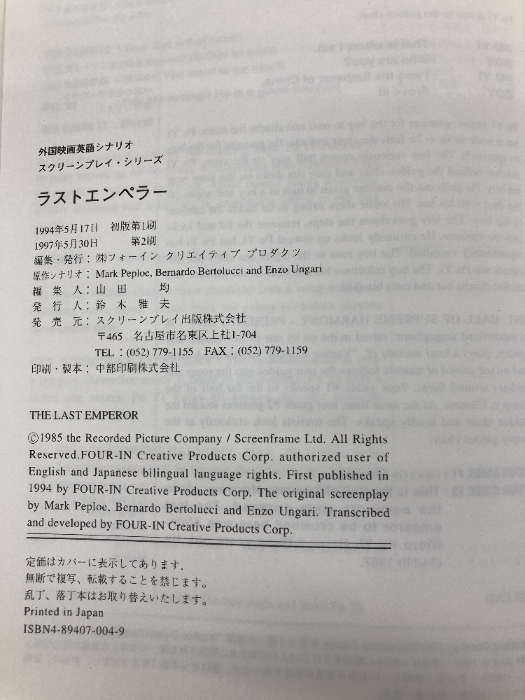 外国映画英語シナリオ
スクリーンプレイ・シリーズ
ラストエンペラー
1994年5月17日 初版第1刷
1997年5月30日 第2刷
編集・発行：㈱フォーイン クリエイティブ プロダクツ
原作シナリオ：Mark Peploe, Bernardo Bertolucci and Enzo Ungari
編集人：山田 均
発行人：鈴木雅夫
発売元：スクリーンプレイ出版株式会社
〒465 名古屋市名東区上社1-704
TEL：(052) 779-1155 FAX：(052) 779-1159
印刷・製本：中部印刷株式会社
THE LAST EMPEROR
©1985 the Recorded Picture Company / Screenframe Ltd. All Rights
Reserved.FOUR-IN Creative Products Corp. authorized user of
English and Japanese bilingual language rights. First published in
1994 by FOUR-IN Creative Products Corp. The original screenplay
by Mark Peploe, Bernardo Bertolucci and Enzo Ungari. Transcribed
and developed by FOUR-IN Creative Products Corp.
定価はカバーに表示してあります。
無断で複写、転載することを禁じます。
乱丁、落丁本はお取り替えいたします。
Printed in Japan
ISBN4-89407-004-9